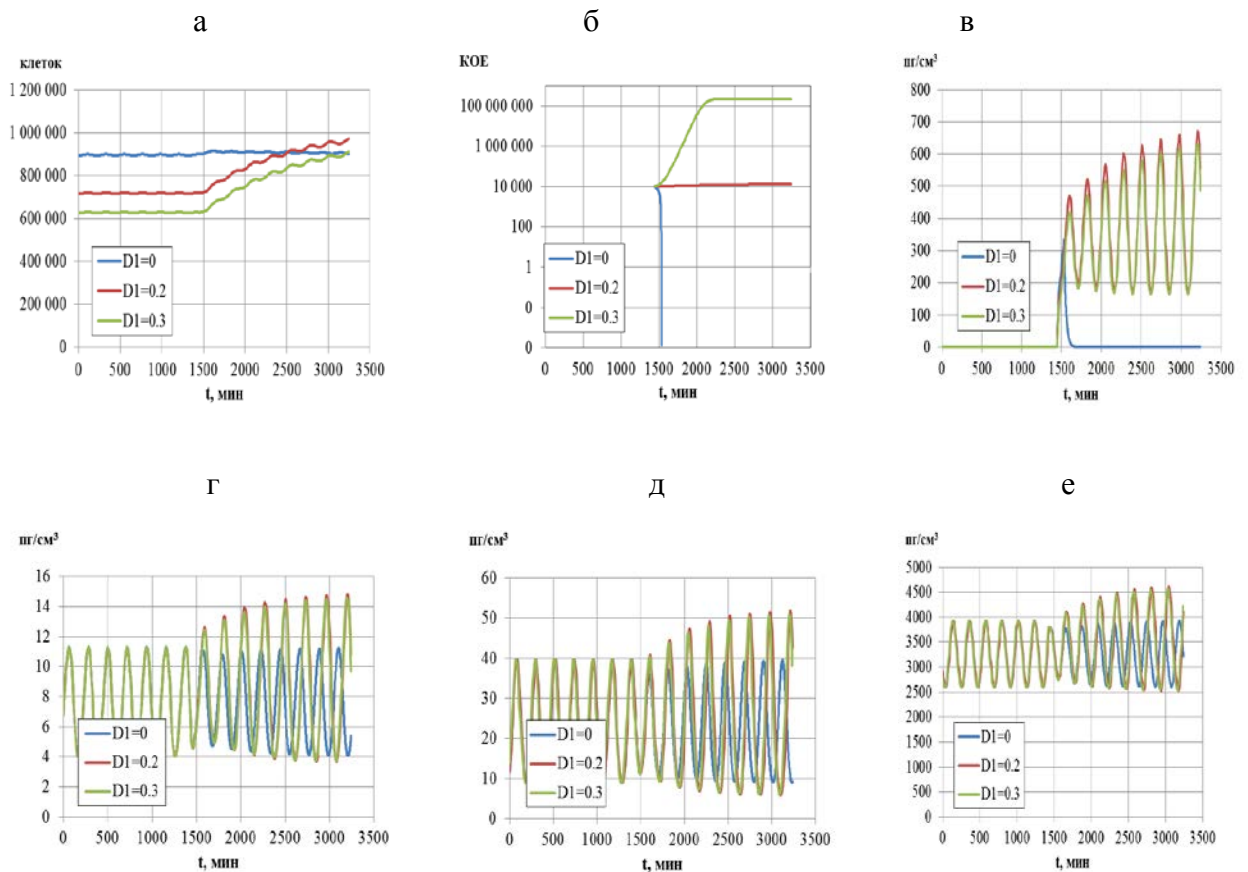 а
клеток
1 200 000
1 000 000
800 000
600 000
400 000
200 000
0
D1=0
D1=0.2
D1=0.3
0 500 1000 1500 2000 2500 3000 3500
t, мин
б
КОЕ
100 000 000
1 000 000
10 000
100
1
0
0
D1=0
D1=0.2
D1=0.3
0 500 1000 1500 2000 2500 3000 3500
t, мин
в
пг/см³
800
700
600
500
400
300
200
100
0
D1=0
D1=0.2
D1=0.3
0 500 1000 1500 2000 2500 3000 3500
t, мин
г
пг/см³
16
14
12
10
8
6
4
2
0
D1=0
D1=0.2
D1=0.3
0 500 1000 1500 2000 2500 3000 3500
t, мин
д
пг/см³
60
50
40
30
20
10
0
D1=0
D1=0.2
D1=0.3
0 500 1000 1500 2000 2500 3000 3500
t, мин
е
пг/см³
5000
4500
4000
3500
3000
2500
2000
1500
1000
500
0
D1=0
D1=0.2
D1=0.3
0 500 1000 1500 2000 2500 3000 3500
t, мин